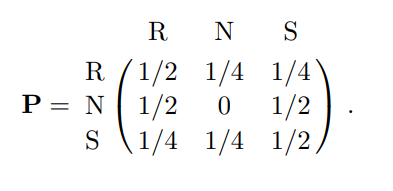 R N S
R 1/2 1/4 1/4
P = N 1/2 0 1/2 .
S 1/4 1/4 1/2